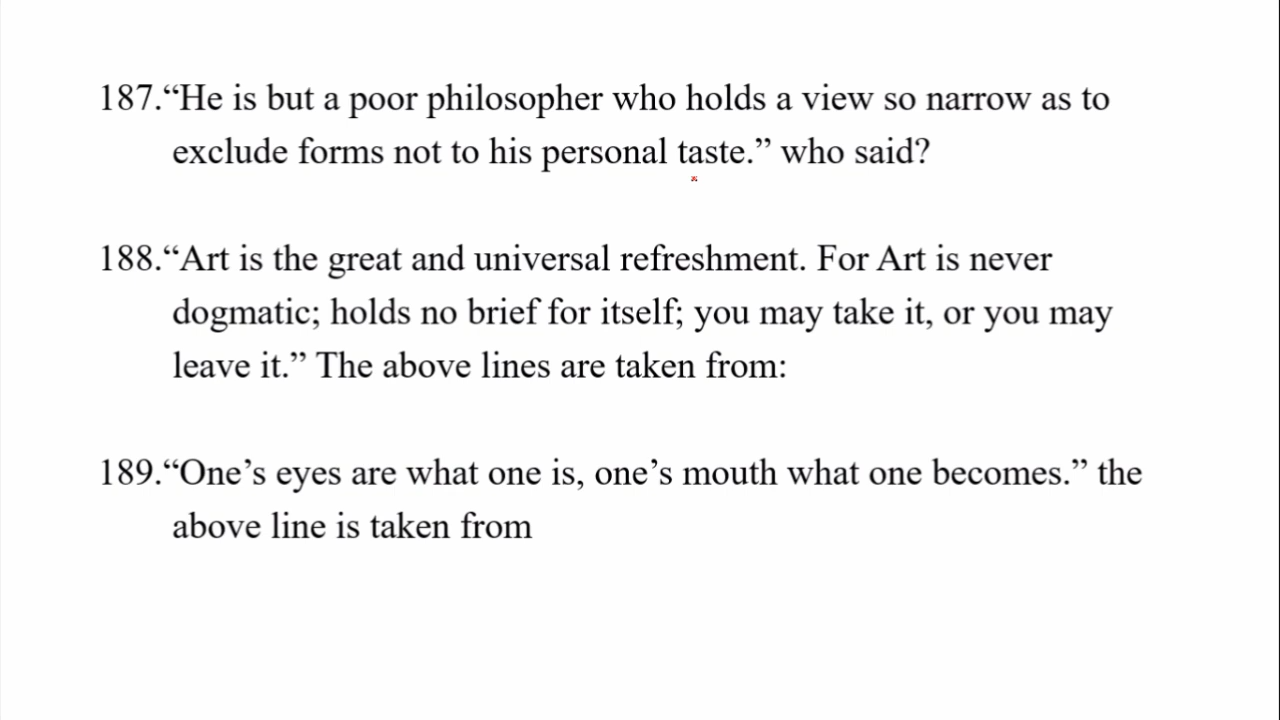 187.“He is but a poor philosopher who holds a view so narrow as to
exclude forms not to his personal taste.” who said?
188.“Art is the great and universal refreshment. For Art is never
dogmatic; holds no brief for itself; you may take it, or you may
leave it.” The above lines are taken from:
189.“One’s eyes are what one is, one’s mouth what one becomes.” the
above line is taken from